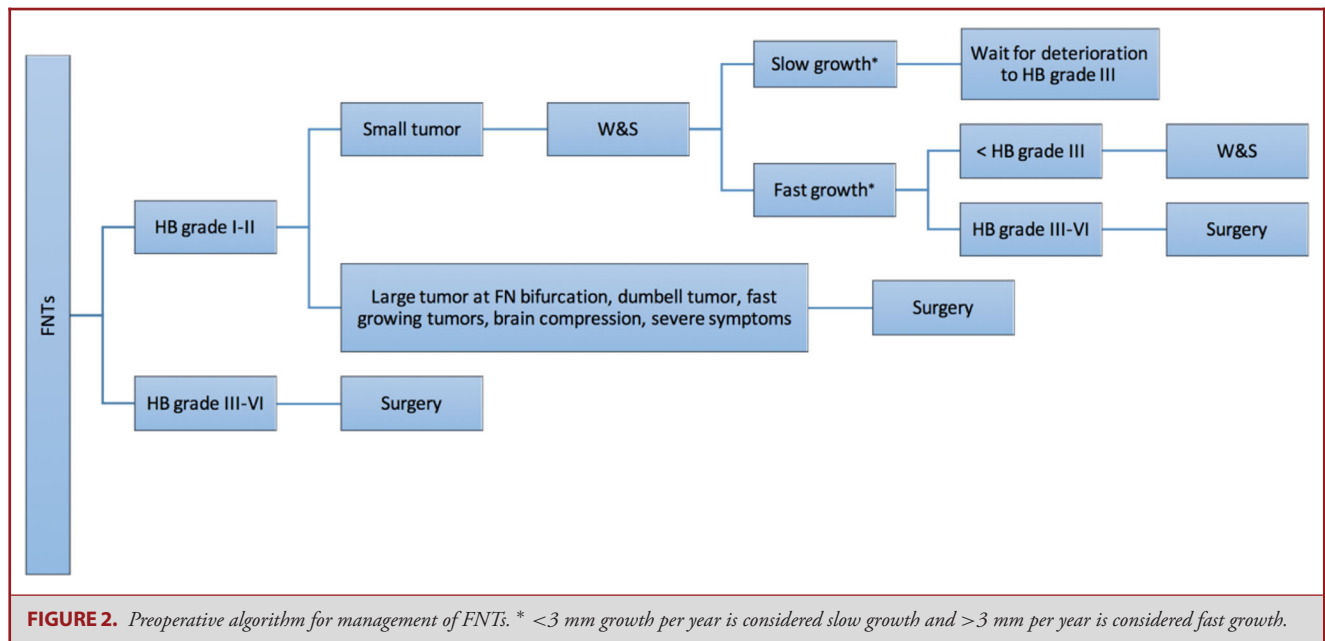 FNTs
HB grade I-II
Small tumor
W&S
Slow growth*
Wait for deterioration
to HB grade III
Fast growth*
< HB grade III
W&S
HB grade III-VI
Surgery
Large tumor at FN bifurcation, dumbell tumor, fast
growing tumors, brain compression, severe symptoms
Surgery
HB grade III-VI
Surgery
FIGURE 2. Preoperative algorithm for management of FNTs. * <3 mm growth per year is considered slow growth and >3 mm per year is considered fast growth.